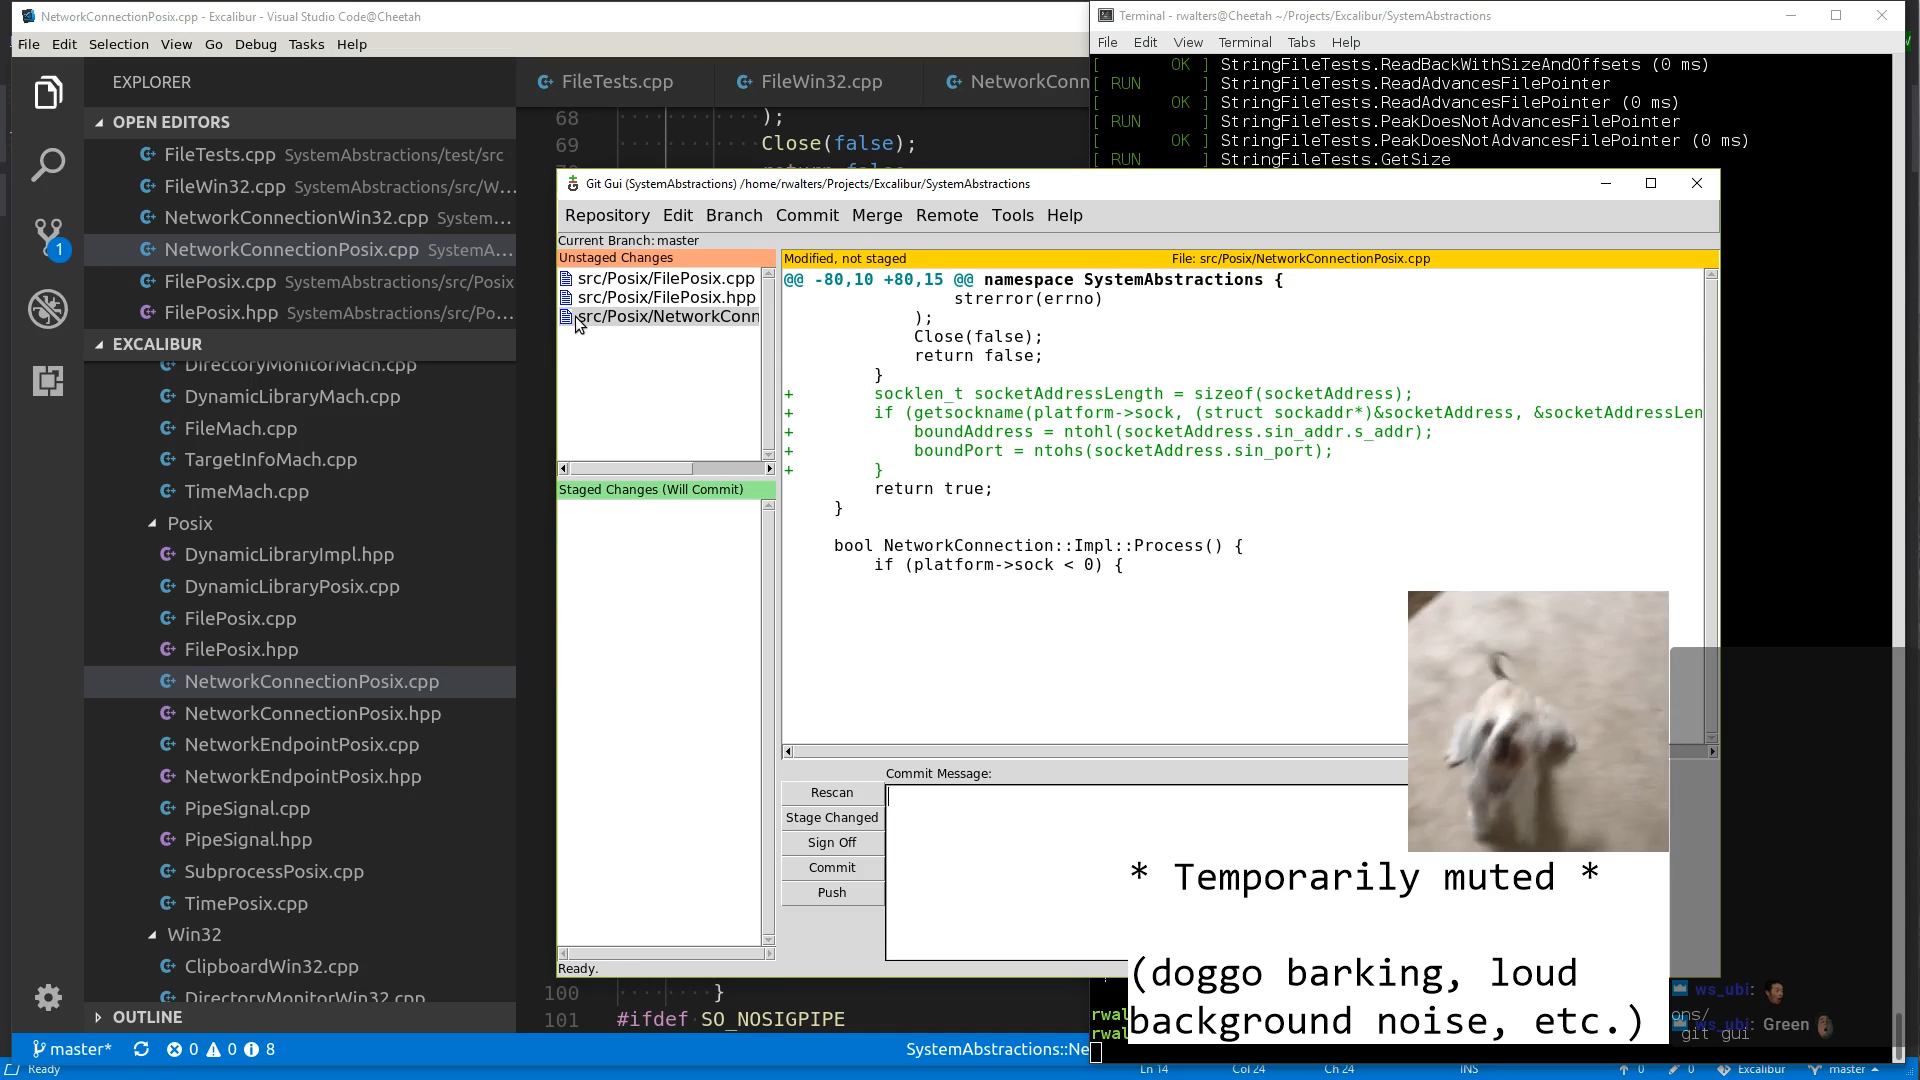 NetworkConnectionPosix.cpp - Excalibur - Visual Studio Code@Cheetah
File Edit Selection View Go Debug Tasks Help
EXPLORER
OPEN EDITORS
FileTests.cpp SystemAbstractions/test/src
FileWin32.cpp SystemAbstractions/src/W...
NetworkConnectionWin32.cpp System...
NetworkConnectionPosix.cpp SystemA...
FilePosix.cpp SystemAbstractions/src/Posix
FilePosix.hpp SystemAbstractions/src/Po...
1
EXCALIBUR
DirectoryMonitorMach.cpp
DynamicLibraryMach.cpp
FileMach.cpp
TargetInfoMach.cpp
TimeMach.cpp
Posix
DynamicLibraryImpl.hpp
DynamicLibraryPosix.cpp
FilePosix.cpp
FilePosix.hpp
NetworkConnectionPosix.cpp
NetworkConnectionPosix.hpp
NetworkEndpointPosix.cpp
NetworkEndpointPosix.hpp
PipeSignal.cpp
PipeSignal.hpp
SubprocessPosix.cpp
TimePosix.cpp
Win32
ClipboardWin32.cpp
DirectoryMonitorWin32.cpp
OUTLINE
FileTests.cpp FileWin32.cpp NetworkConn
68 );
69 Close(false);
100 }
101 #ifdef SO_NOSIGPIPE
master* 0 0 8 SystemAbstractions::Ne
Ready Ln 14 Col 24 Ch 24 INS 0 0 Excalibur master
Terminal - rwalters@Cheetah ~/Projects/Excalibur/SystemAbstractions
File Edit View Terminal Tabs Help
[ OK ] StringFileTests.ReadBackWithSizeAndOffsets (0 ms)
[ RUN ] StringFileTests.ReadAdvancesFilePointer
[ OK ] StringFileTests.ReadAdvancesFilePointer (0 ms)
[ RUN ] StringFileTests.PeakDoesNotAdvancesFilePointer
[ OK ] StringFileTests.PeakDoesNotAdvancesFilePointer (0 ms)
[ RUN ] StringFileTests.GetSize
Git Gui (SystemAbstractions) /home/rwalters/Projects/Excalibur/SystemAbstractions
Repository Edit Branch Commit Merge Remote Tools Help
Current Branch: master
Unstaged Changes
src/Posix/FilePosix.cpp
src/Posix/FilePosix.hpp
src/Posix/NetworkConn
Staged Changes (Will Commit)
Ready.
Modified, not staged File: src/Posix/NetworkConnectionPosix.cpp
@@ -80,10 +80,15 @@ namespace SystemAbstractions {
strerror(errno)
);
Close(false);
return false;
}
+ socklen_t socketAddressLength = sizeof(socketAddress);
+ if (getsockname(platform->sock, (struct sockaddr*)&socketAddress, &socketAddressLen
+ boundAddress = ntohl(socketAddress.sin_addr.s_addr);
+ boundPort = ntohs(socketAddress.sin_port);
+ }
return true;
}
bool NetworkConnection::Impl::Process() {
if (platform->sock < 0) {
Commit Message:
Rescan
Stage Changed
Sign Off
Commit
Push
* Temporarily muted *
(doggo barking, loud
background noise, etc.)
ws_ubi:
ws_ubi: Green
rwal ons/
rwal git gui